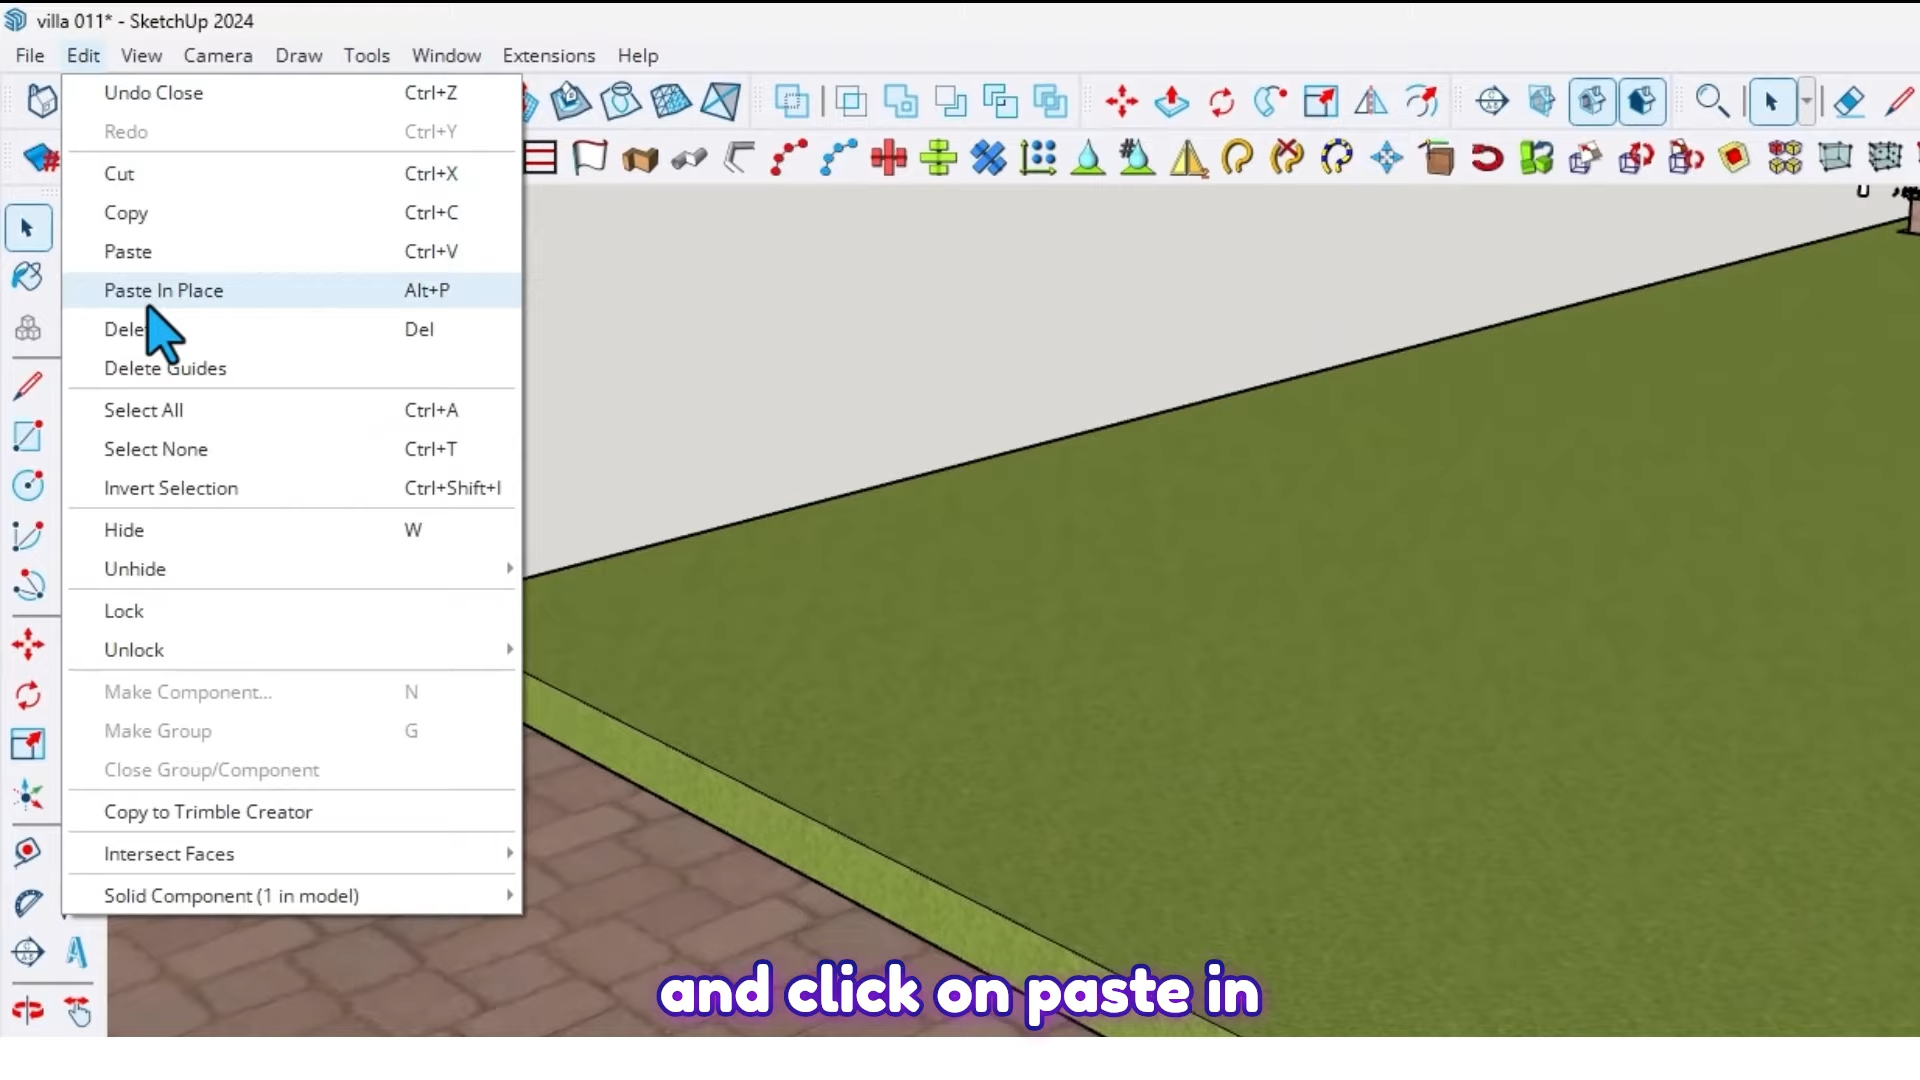 villa 011* - SketchUp 2024
File Edit View Camera Draw Tools Window Extensions Help
Undo Close Ctrl+Z
Redo Ctrl+Y
Cut Ctrl+X
Copy Ctrl+C
Paste Ctrl+V
Paste In Place Alt+P
Del
Delete Guides
Select All Ctrl+A
Select None Ctrl+T
Invert Selection Ctrl+Shift+I
Hide W
Unhide
Lock
Unlock
Make Component... N
Make Group G
Close Group/Component
Copy to Trimble Creator
Intersect Faces
Solid Component (1 in model)
and click on paste in